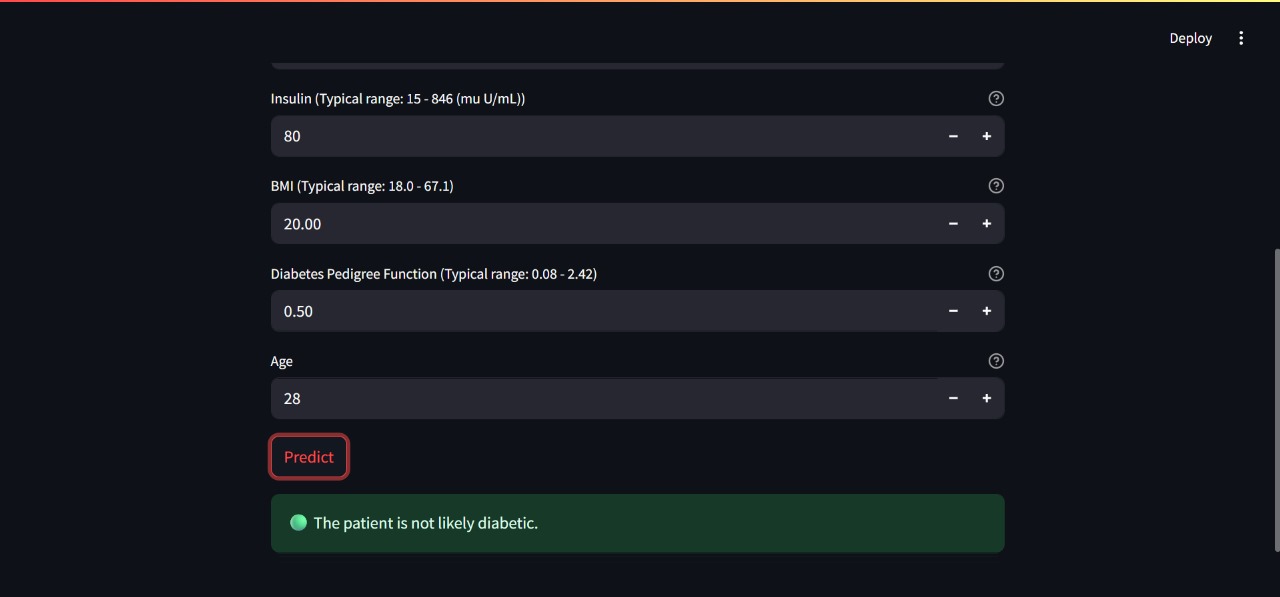 Deploy
Insulin (Typical range: 15 - 846 (mu U/mL))
80
BMI (Typical range: 18.0 - 67.1)
20.00
Diabetes Pedigree Function (Typical range: 0.08 - 2.42)
0.50
Age
28
Predict
The patient is not likely diabetic.